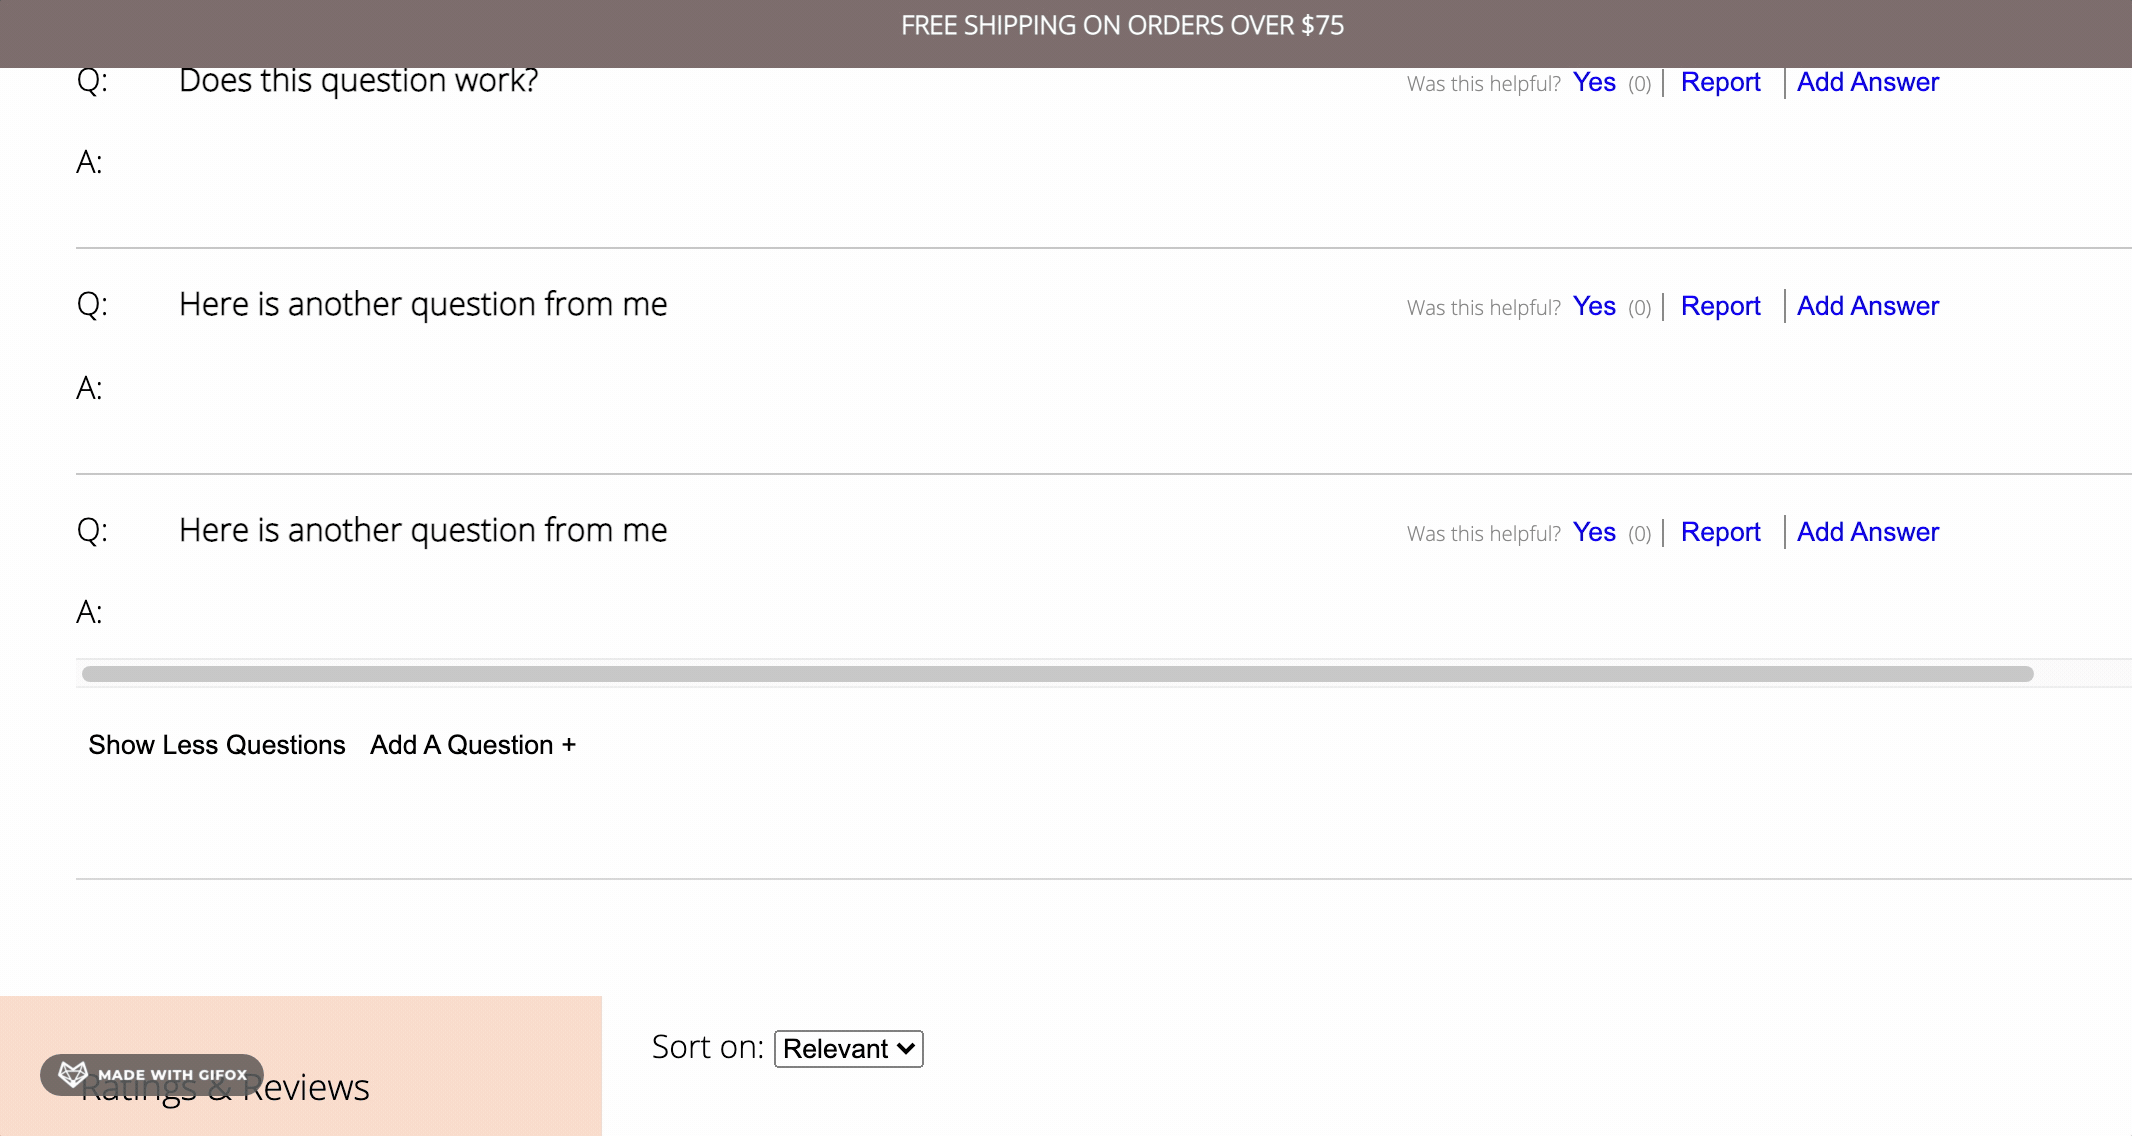 FREE SHIPPING ON ORDERS OVER $75
Q: Does this question work? Was this helpful? Yes (0) Report Add Answer
A:
Q: Here is another question from me Was this helpful? Yes (0) Report Add Answer
A:
Q: Here is another question from me Was this helpful? Yes (0) Report Add Answer
A:
Show Less Questions Add A Question +
Sort on: Relevant
MADE WITH GIFOX
Ratings & Reviews